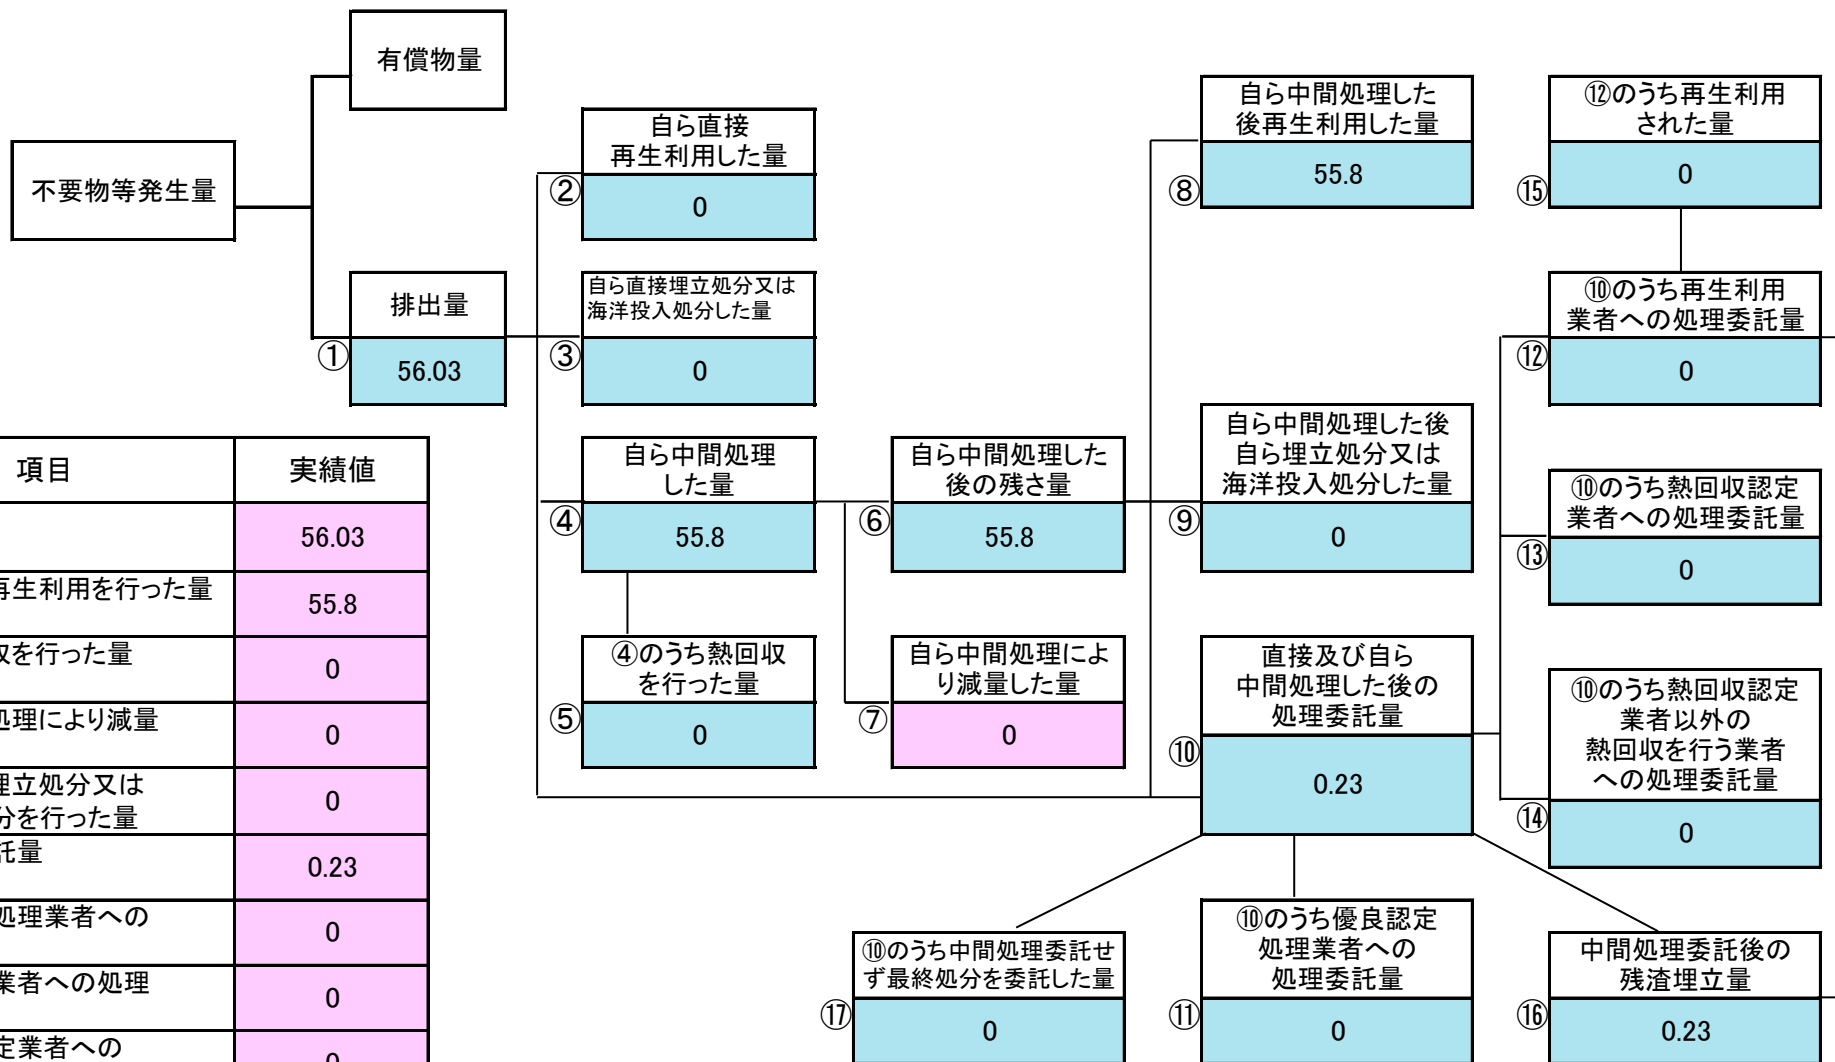 有償物量
不要物等発生量
排出量
①
56.03
自ら直接
再生利用した量
②
0
自ら直接埋立処分又は
海洋投入処分した量
③
0
自ら中間処理
した量
④
55.8
④のうち熱回収
を行った量
⑤
0
自ら中間処理した
後の残さ量
⑥
55.8
自ら中間処理によ
り減量した量
⑦
0
自ら中間処理した
後再生利用した量
⑧
55.8
自ら中間処理した後
自ら埋立処分又は
海洋投入処分した量
⑨
0
直接及び自ら
中間処理した後の
処理委託量
⑩
0.23
⑫のうち再生利用
された量
⑮
0
⑩のうち再生利用
業者への処理委託量
⑫
0
⑩のうち熱回収認定
業者への処理委託量
⑬
0
⑩のうち熱回収認定
業者以外の
熱回収を行う業者
への処理委託量
⑭
0
⑩のうち中間処理委託せ
ず最終処分を委託した量
⑰
0
⑩のうち優良認定
処理業者への
処理委託量
⑪
0
中間処理委託後の
残渣埋立量
⑯
0.23
項目 実績値
56.03
再生利用を行った量 55.8
を行った量 0
処理により減量 0
埋立処分又は
分を行った量 0
託量 0.23
処理業者への 0
業者への処理 0
定業者への